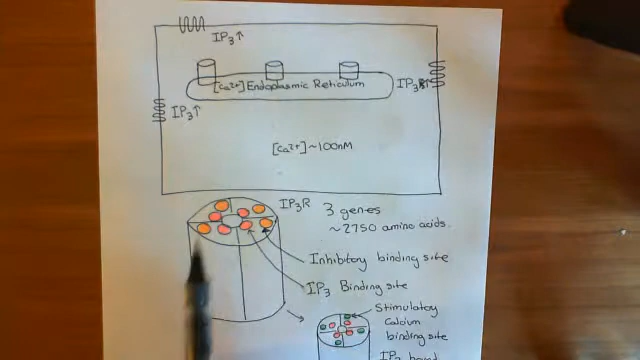 IP₃↑
[Ca²⁺] Endoplasmic Reticulum
IP₃↑
IP₃↑
[Ca²⁺]~100nM
IP₃R
3 genes
~2750 amino acids.
Inhibitory binding site
IP₃ Binding site
Stimulatory
Calcium
binding site